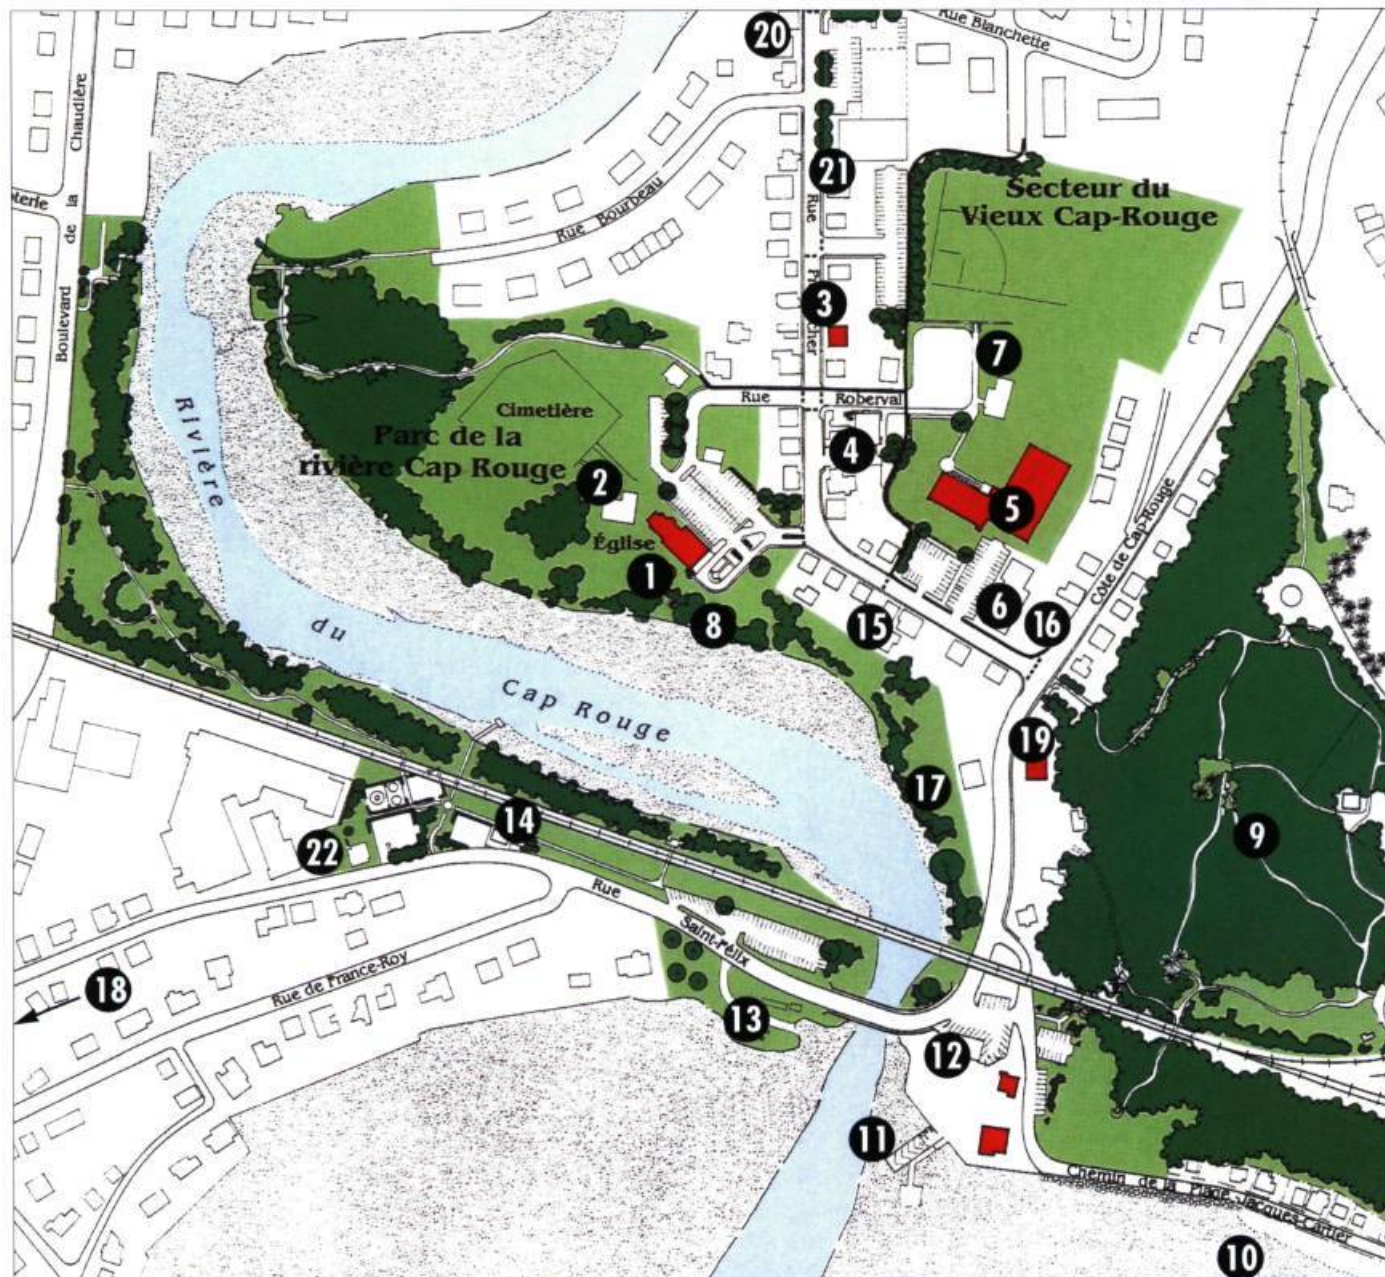 20
Rue Blanchette
Boulevard de la Chaudière
21
Secteur du
Vieux Cap-Rouge
Rue Bourbeau
Rue
3
7
Rue Roberval
Cimetière
Parc de la
rivière Cap Rouge
4
2
5
Église
1
8
15
6
16
Côte de Cap-Rouge
Rivière
du
Cap Rouge
19
17
9
14
22
Rue
Saint-Félix
18
Rue de France-Roy
13
12
11
Chemin de la Plage Jacques-Cartier
10